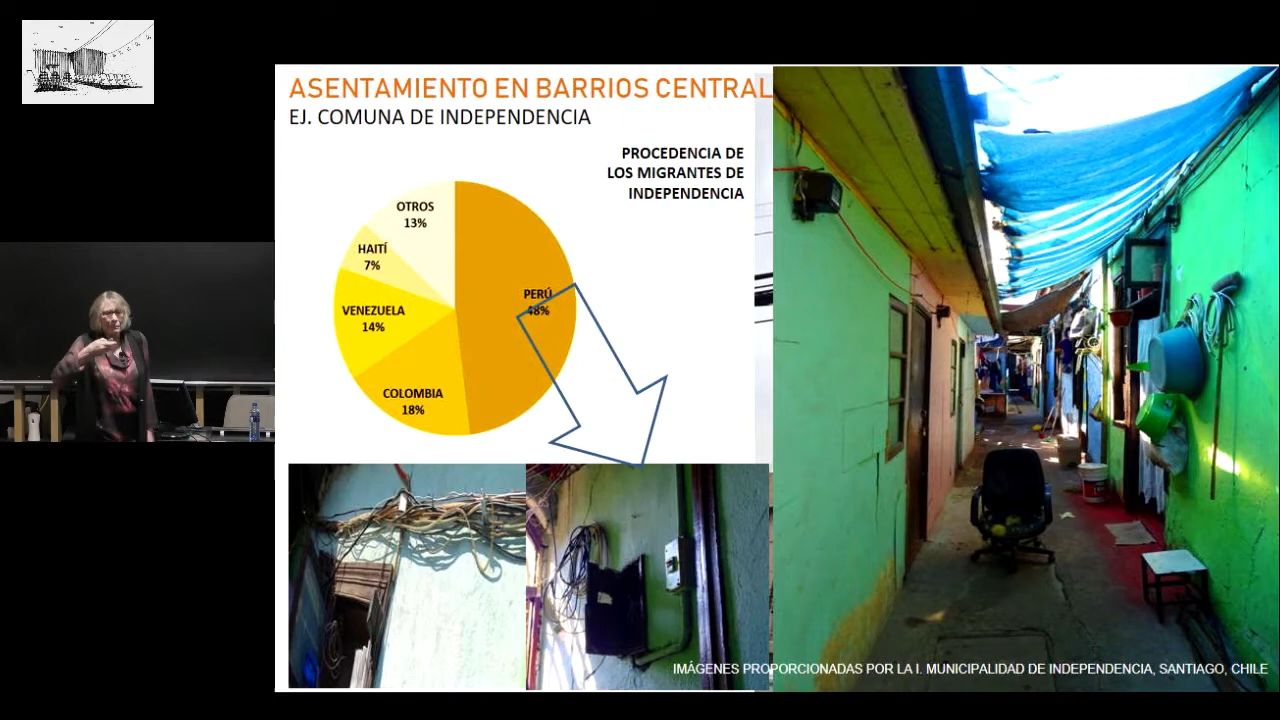 ASENTAMIENTO EN BARRIOS CENTRAL
EJ. COMUNA DE INDEPENDENCIA
PROCEDENCIA DE
LOS MIGRANTES DE
INDEPENDENCIA
OTROS
13%
HAITÍ
7%
VENEZUELA
14%
COLOMBIA
18%
PERÚ
48%
IMÁGENES PROPORCIONADAS POR LA I. MUNICIPALIDAD DE INDEPENDENCIA, SANTIAGO, CHILE